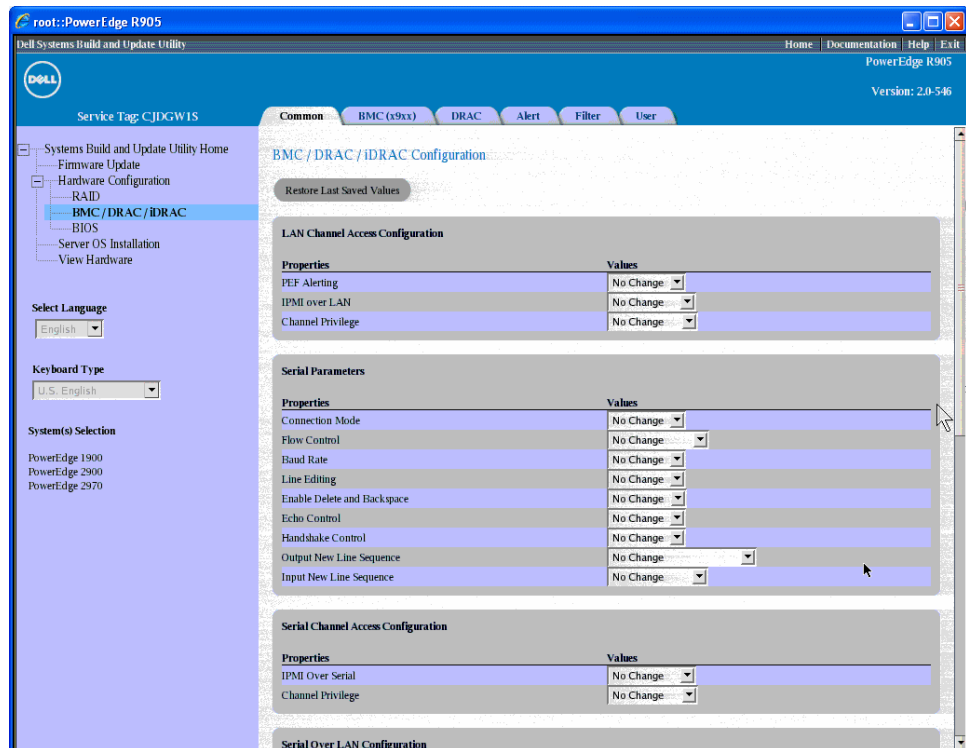 root::PowerEdge R905
Dell Systems Build and Update Utility
Home Documentation Help Exit
DELL
PowerEdge R905
Version: 2.0-546
Service Tag: CJDGW1S
Common BMC (x9xx) DRAC Alert Filter User
Systems Build and Update Utility Home
Firmware Update
Hardware Configuration
RAID
BMC / DRAC / iDRAC
BIOS
Server OS Installation
View Hardware
Select Language
English
Keyboard Type
U.S. English
System(s) Selection
PowerEdge 1900
PowerEdge 2900
PowerEdge 2970
BMC / DRAC / iDRAC Configuration
Restore Last Saved Values
LAN Channel Access Configuration
Properties Values
PEF Alerting No Change
IPMI over LAN No Change
Channel Privilege No Change
Serial Parameters
Properties Values
Connection Mode No Change
Flow Control No Change
Baud Rate No Change
Line Editing No Change
Enable Delete and Backspace No Change
Echo Control No Change
Handshake Control No Change
Output New Line Sequence No Change
Input New Line Sequence No Change
Serial Channel Access Configuration
Properties Values
IPMI Over Serial No Change
Channel Privilege No Change
Serial Over LAN Configuration